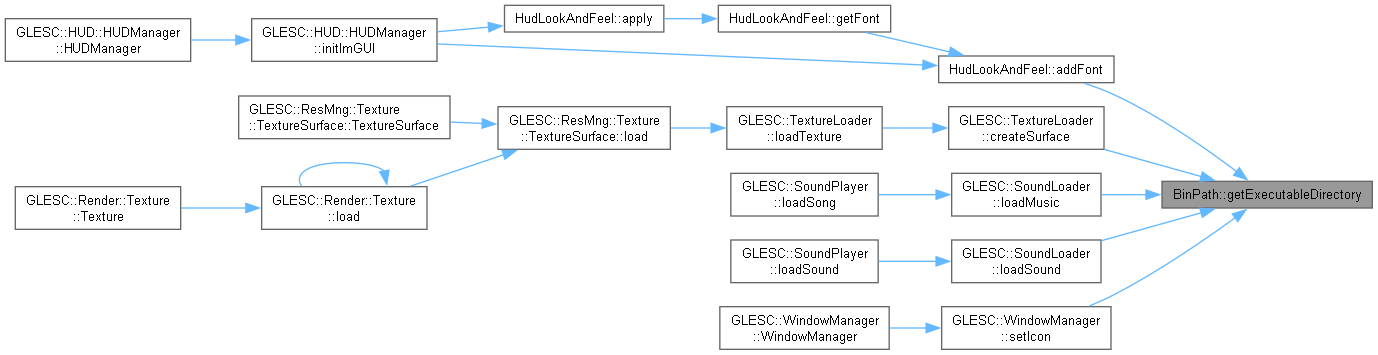 GLESC::HUD::HUDManager
::HUDManager
GLESC::HUD::HUDManager
::initImGUI
HudLookAndFeel::apply
HudLookAndFeel::getFont
HudLookAndFeel::addFont
GLESC::ResMng::Texture
::TextureSurface::TextureSurface
GLESC::ResMng::Texture
::TextureSurface::load
GLESC::TextureLoader
::loadTexture
GLESC::TextureLoader
::createSurface
GLESC::Render::Texture
::Texture
GLESC::Render::Texture
::load
GLESC::SoundPlayer
::loadSong
GLESC::SoundLoader
::loadMusic
BinPath::getExecutableDirectory
GLESC::SoundPlayer
::loadSound
GLESC::SoundLoader
::loadSound
GLESC::WindowManager
::WindowManager
GLESC::WindowManager
::setIcon